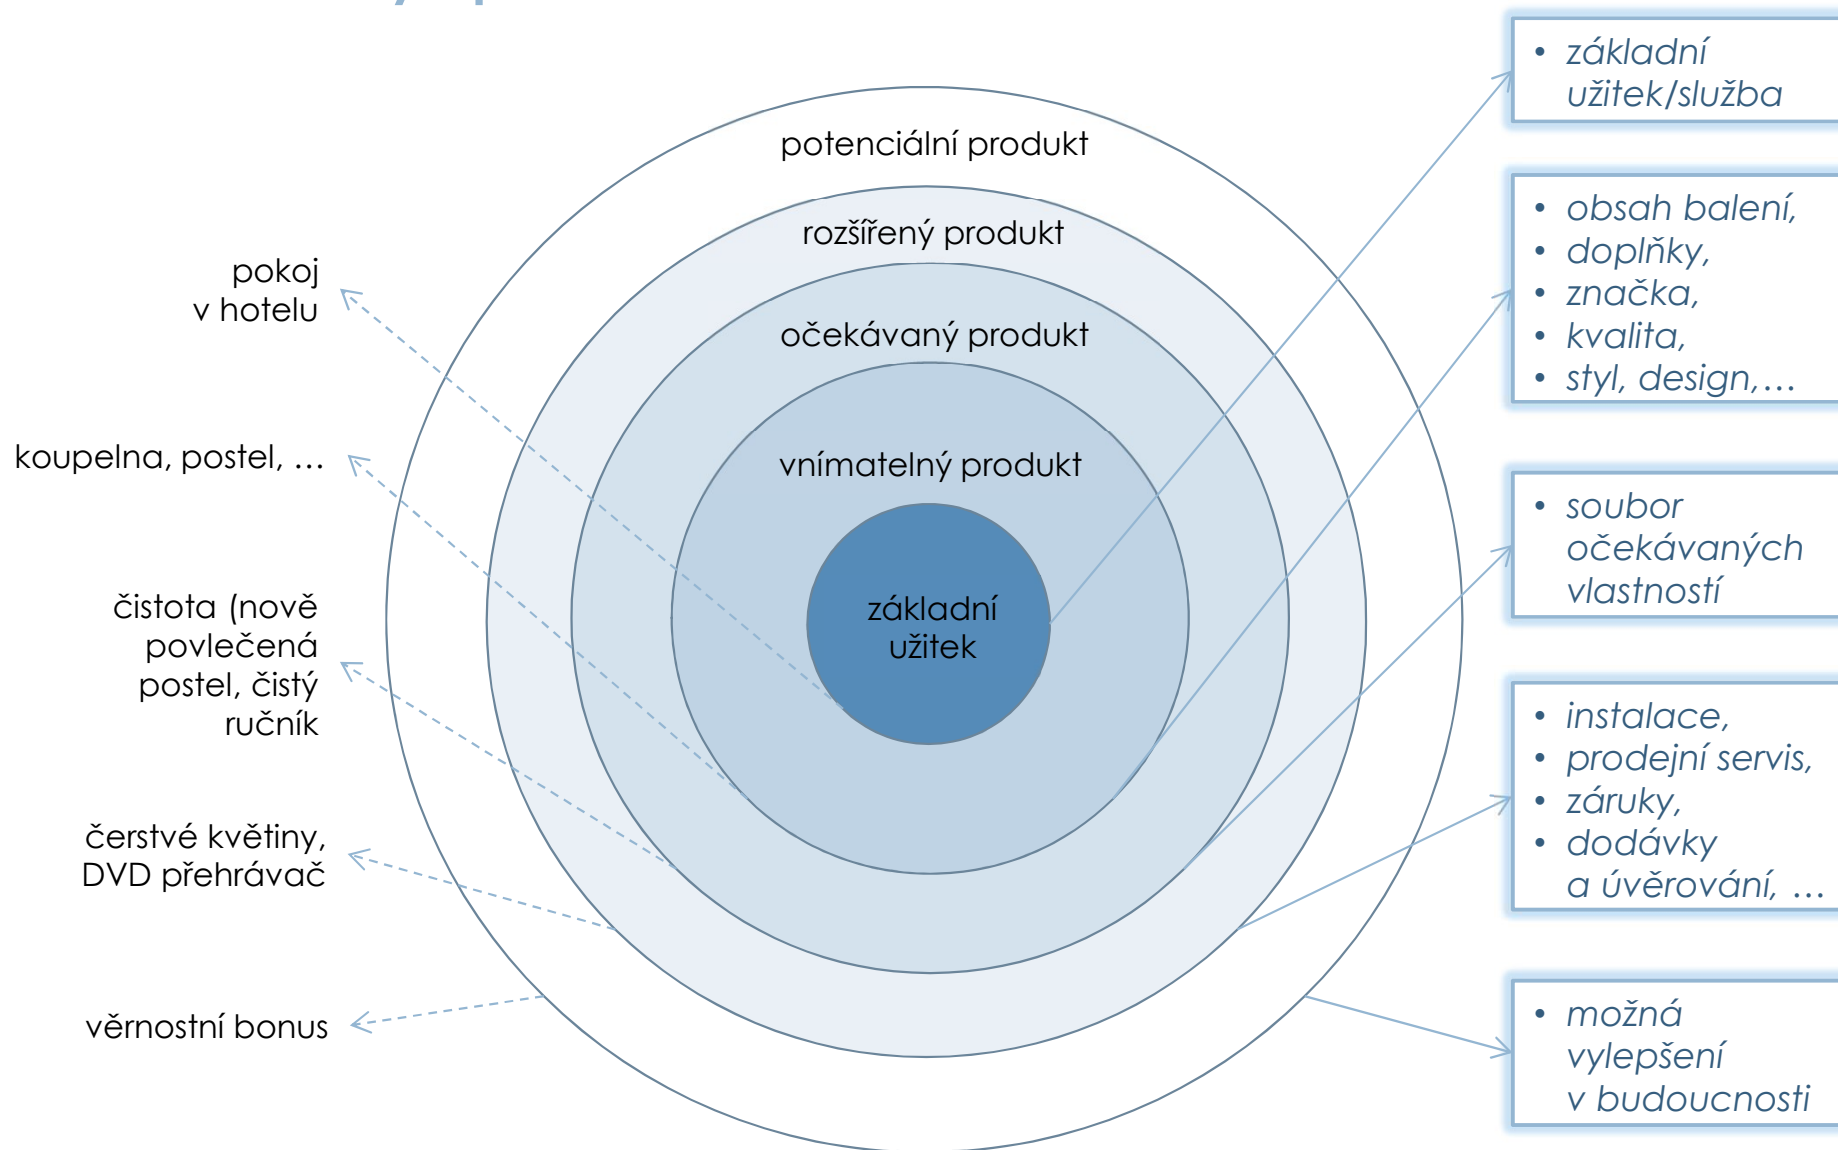 potenciální produkt
rozšířený produkt
očekávaný produkt
vnímatelný produkt
základní
užitek
pokoj
v hotelu
koupelna, postel, …
čistota (nově
povlečená
postel, čistý
ručník
čerstvé květiny,
DVD přehrávač
věrnostní bonus
• základní
užitek/služba
• obsah balení,
• doplňky,
• značka,
• kvalita,
• styl, design,…
• soubor
očekávaných
vlastností
• instalace,
• prodejní servis,
• záruky,
• dodávky
a úvěrování, …
• možná
vylepšení
v budoucnosti